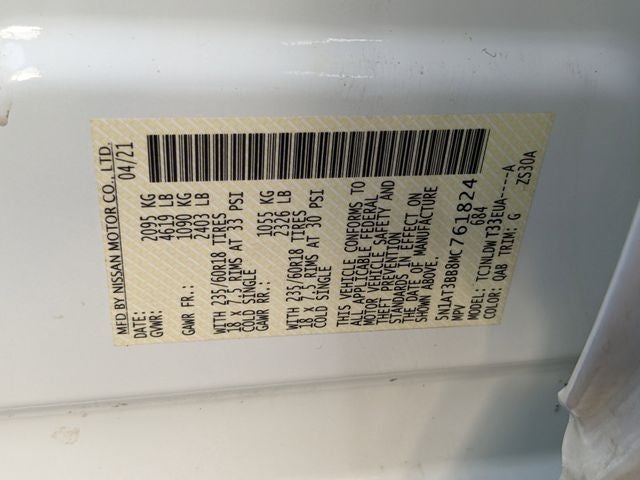 MFD BY NISSAN MOTOR CO., LTD.
DATE: 04/21
GVWR: 2095 KG
4619 LB
GAWR FR.: 1090 KG
2403 LB
WITH 235/60R18 TIRES
18 X 7.5 RIMS AT 33 PSI
COLD SINGLE
GAWR RR.: 1055 KG
2326 LB
WITH 235/60R18 TIRES
18 X 7.5 RIMS AT 30 PSI
COLD SINGLE
THIS VEHICLE CONFORMS TO
ALL APPLICABLE FEDERAL
MOTOR VEHICLE SAFETY AND
THEFT PREVENTION
STANDARDS IN EFFECT ON
THE DATE OF MANUFACTURE
SHOWN ABOVE.
5N1AT3BB8MC761824
MPV 684
MODEL: TCJNLDWT33EUA-----A
COLOR: QAB TRIM: G ZS30A